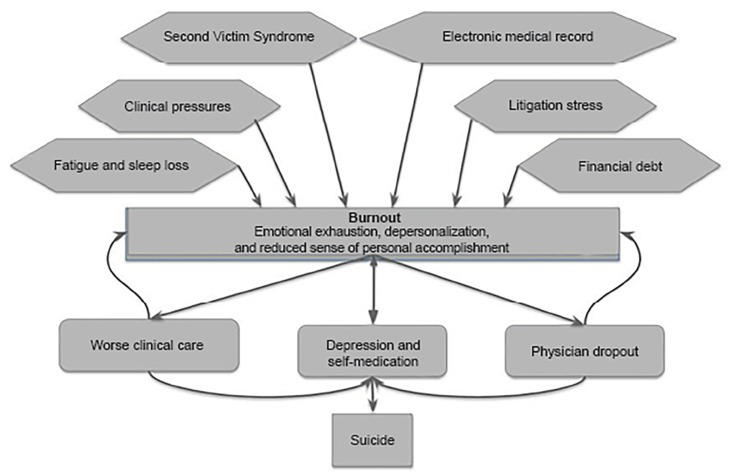 Second Victim Syndrome
Electronic medical record
Clinical pressures
Litigation stress
Fatigue and sleep loss
Financial debt
Burnout
Emotional exhaustion, depersonalization,
and reduced sense of personal accomplishment
Worse clinical care
Depression and
self-medication
Physician dropout
Suicide